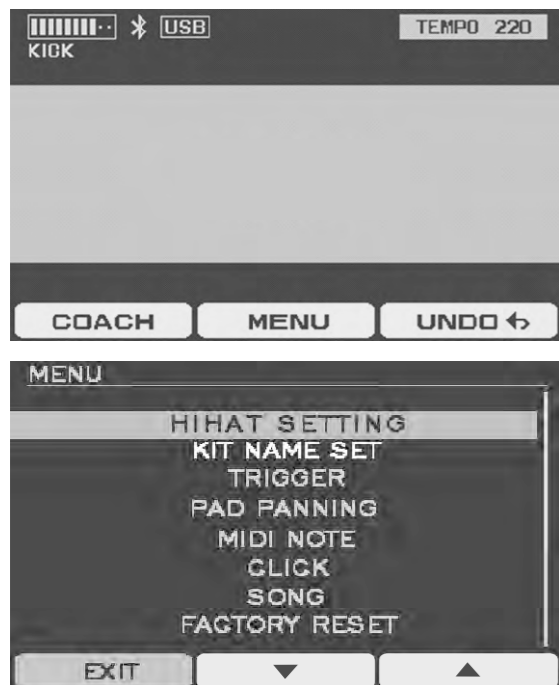 USB TEMPO 220
KICK
COACH MENU UNDO
MENU
HIHAT SETTING
KIT NAME SET
TRIGGER
PAD PANNING
MIDI NOTE
CLICK
SONG
FACTORY RESET
EXIT